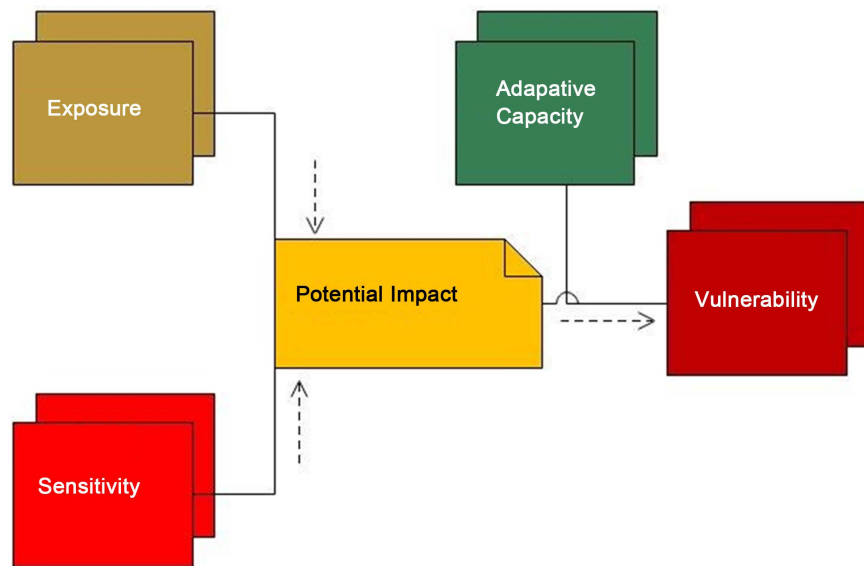 Exposure
Adapative
Capacity
Potential Impact
Vulnerability
Sensitivity